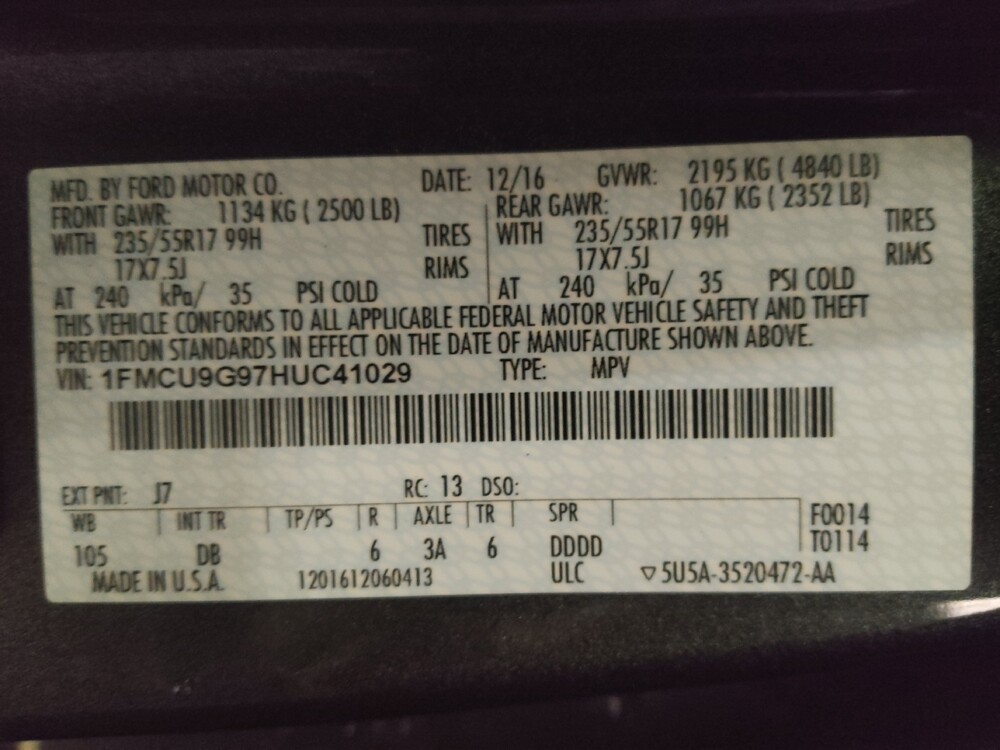 MFD. BY FORD MOTOR CO. DATE: 12/16 GVWR: 2195 KG ( 4840 LB)
FRONT GAWR: 1134 KG ( 2500 LB) REAR GAWR: 1067 KG ( 2352 LB)
WITH 235/55R17 99H TIRES WITH 235/55R17 99H TIRES
17X7.5J RIMS 17X7.5J RIMS
AT 240 kPa/ 35 PSI COLD AT 240 kPa/ 35 PSI COLD
THIS VEHICLE CONFORMS TO ALL APPLICABLE FEDERAL MOTOR VEHICLE SAFETY AND THEFT
PREVENTION STANDARDS IN EFFECT ON THE DATE OF MANUFACTURE SHOWN ABOVE.
VIN: 1FMCU9G97HUC41029 TYPE: MPV
EXT PNT: J7 RC: 13 DSO:
WB INT TR TP/PS R AXLE TR SPR F0014
105 DB 6 3A 6 DDDD T0114
MADE IN U.S.A. 1201612060413 ULC ▽5U5A-3520472-AA